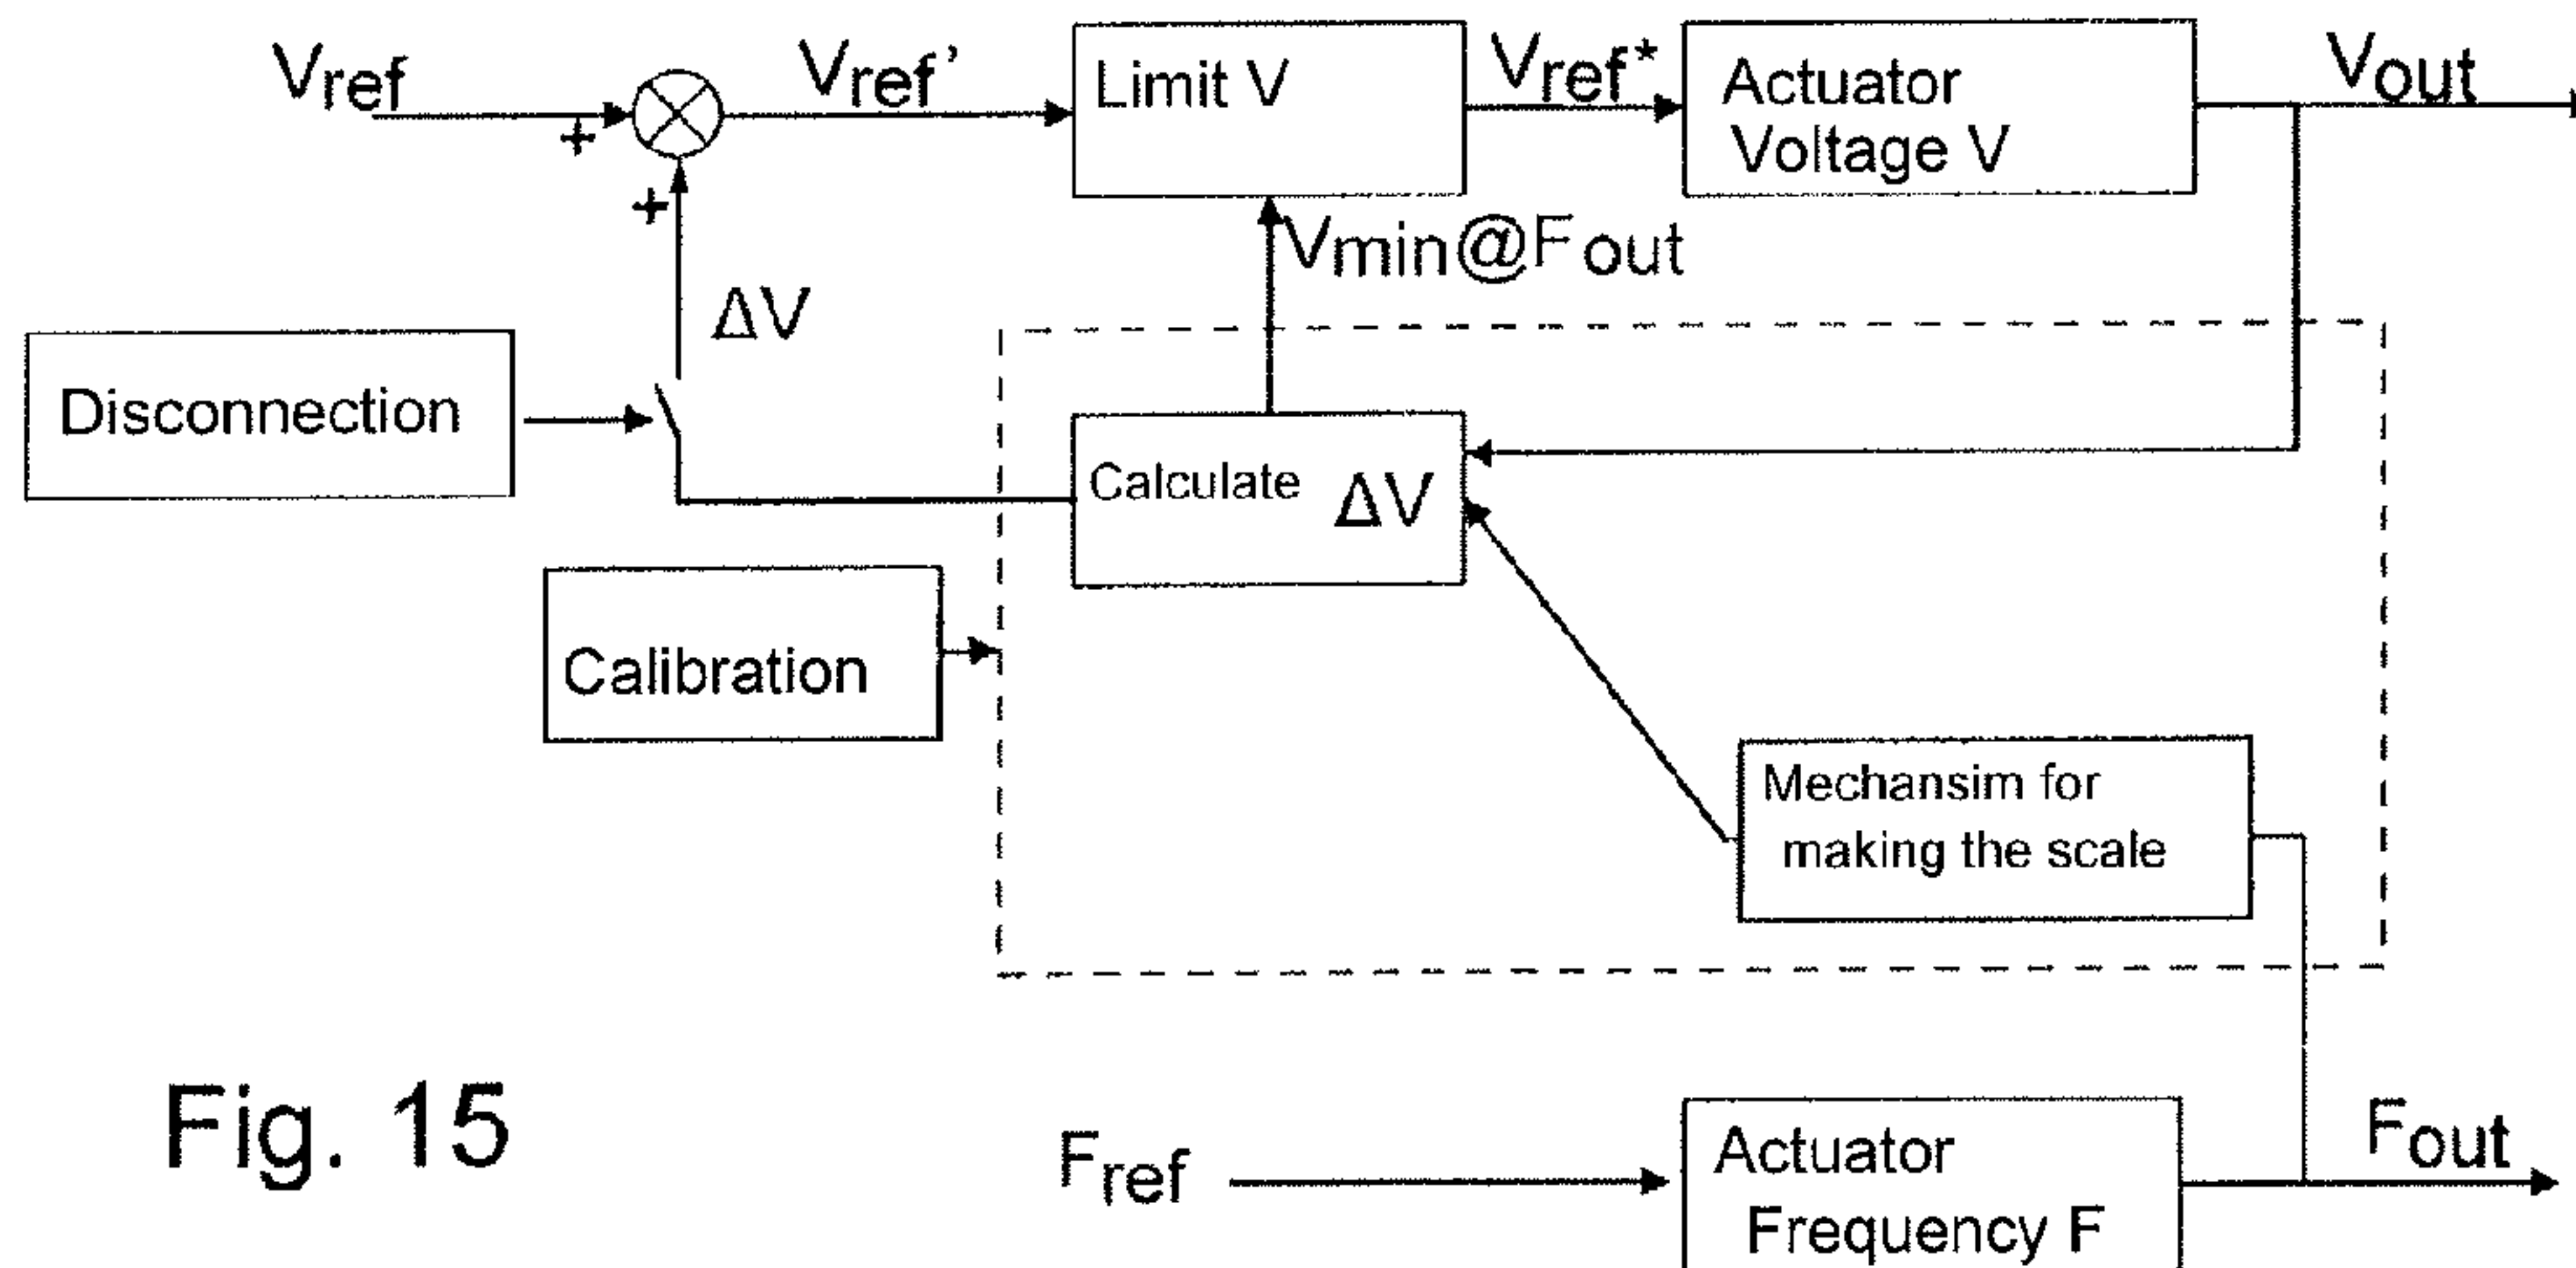 Vref
+
Vref'
Limit V
Vref*
Actuator
Voltage V
Vout
+
Vmin@Fout
ΔV
Disconnection
Calculate ΔV
Calibration
Mechansim for
making the scale
Fig. 15
Fref
Actuator
Frequency F
Fout